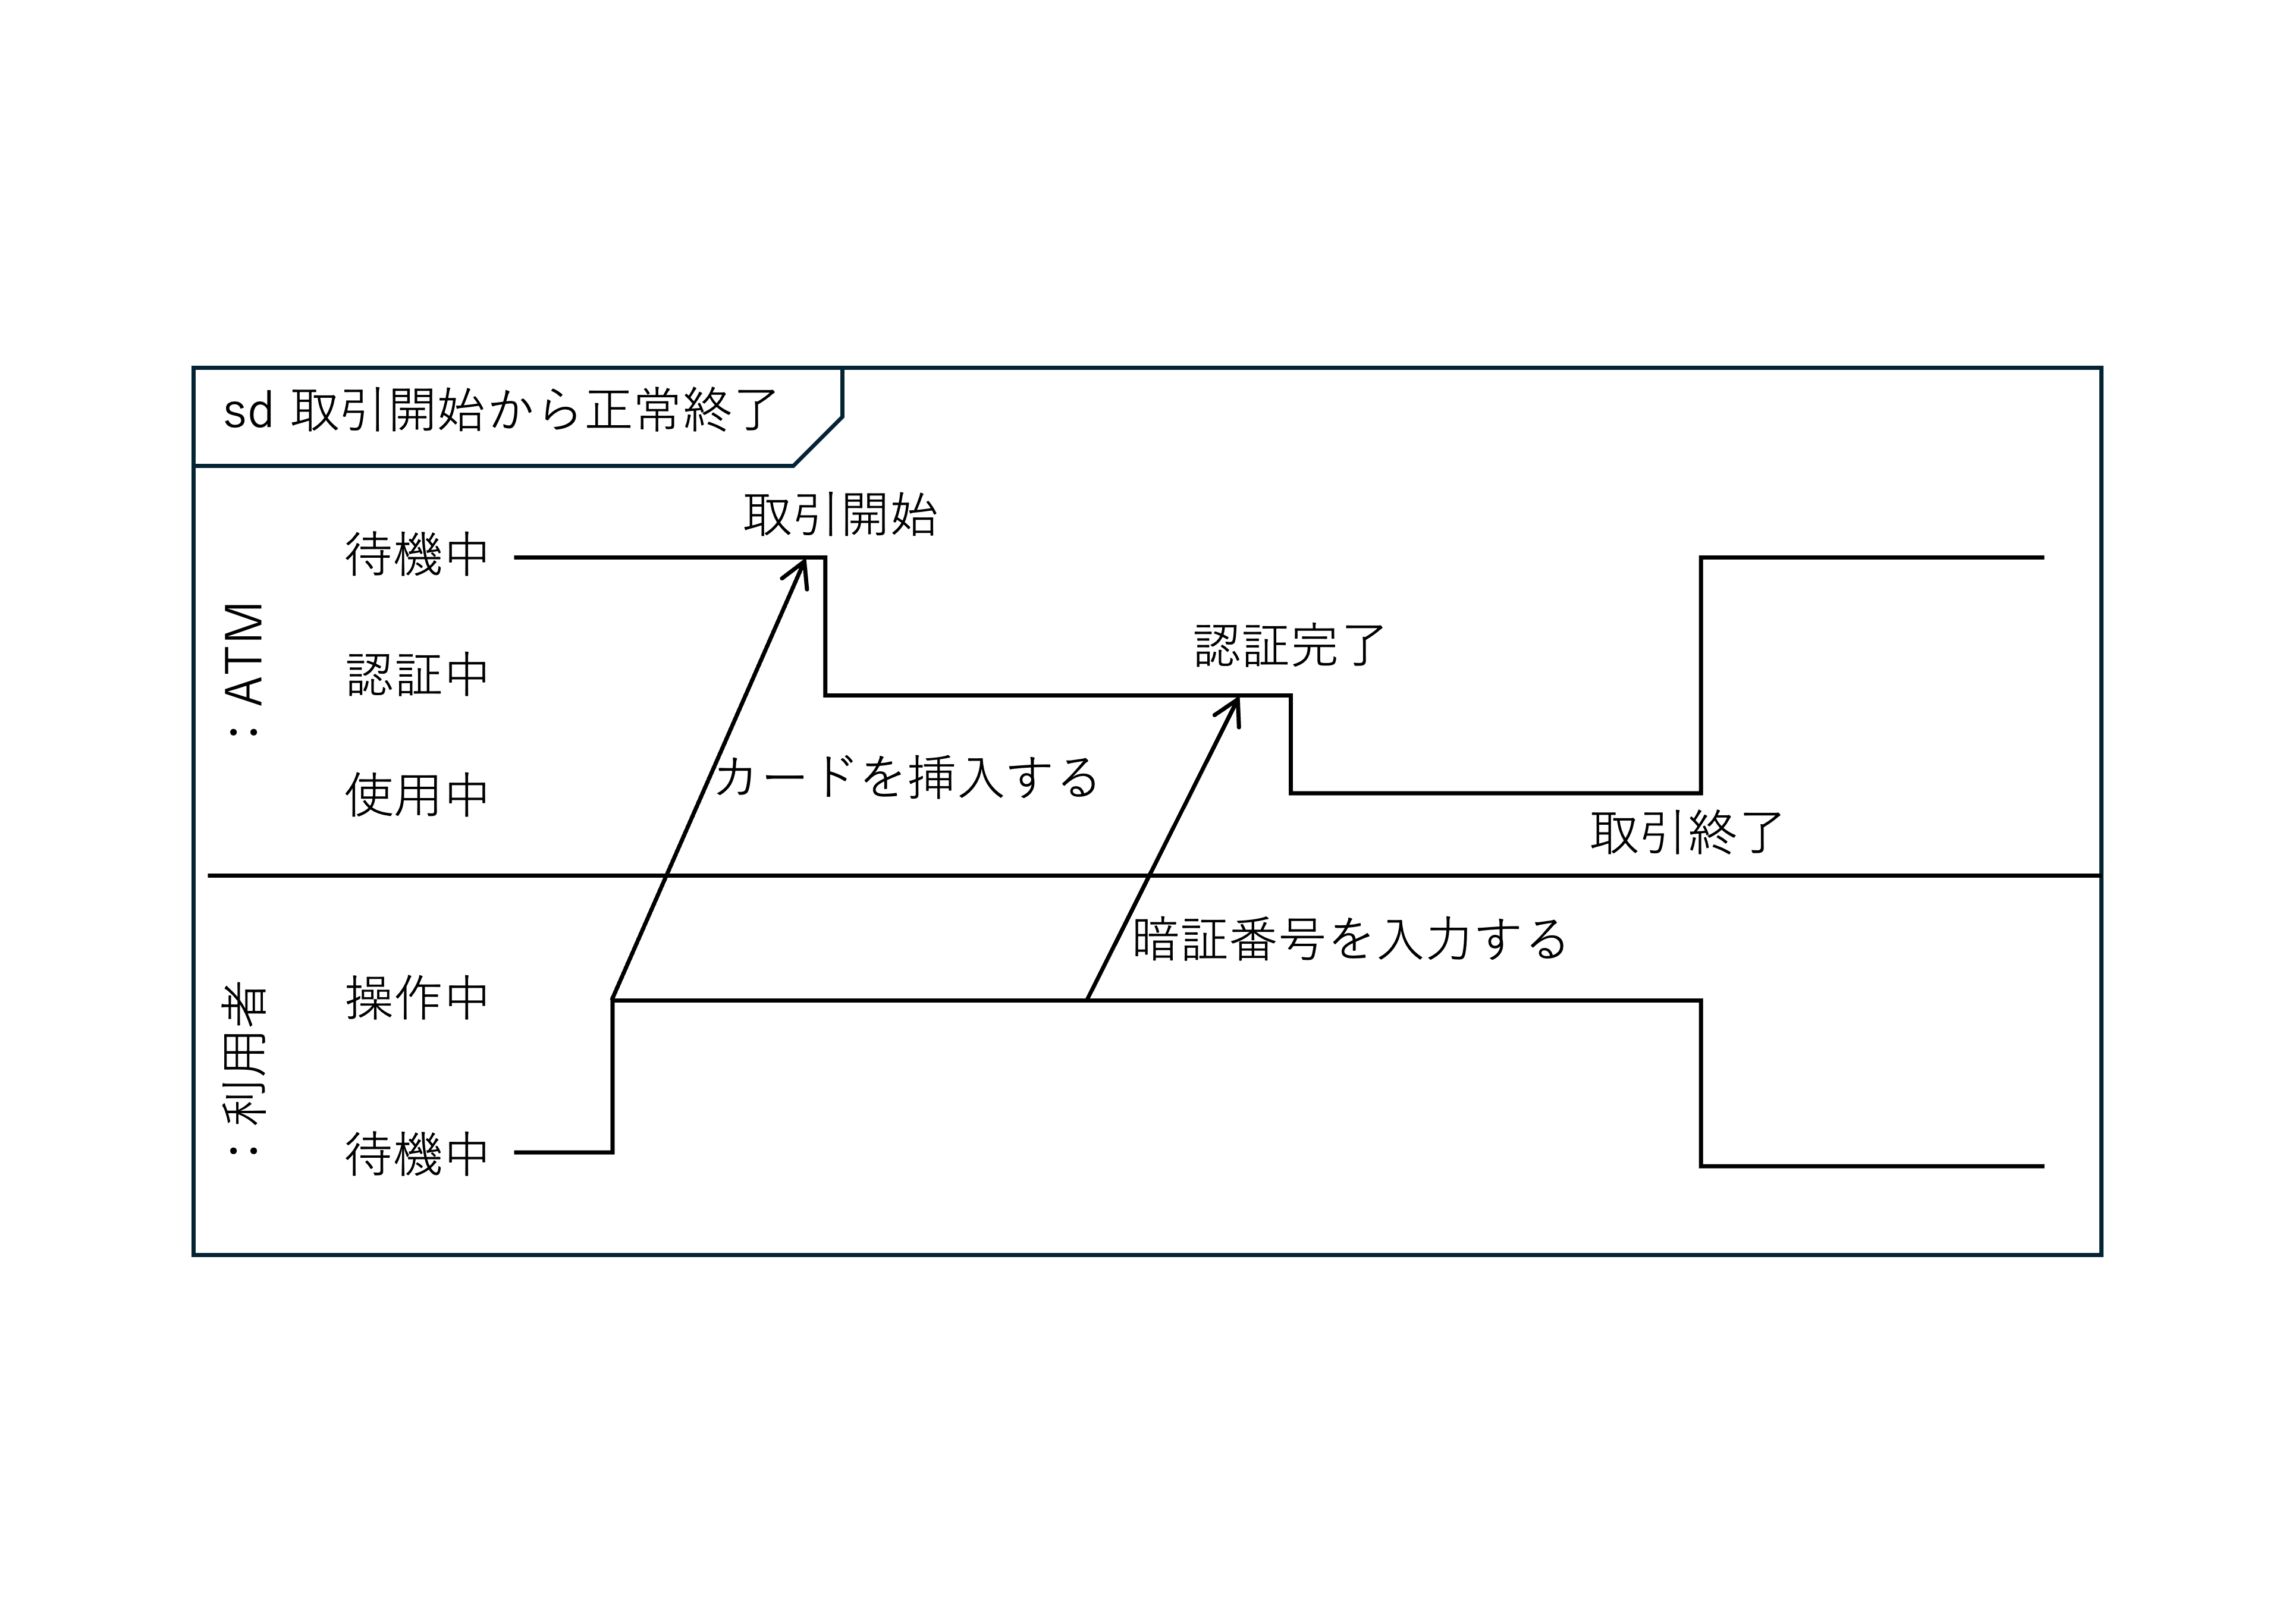 sd 取引開始から正常終了
取引開始
待機中
認証完了
:ATM
認証中
カードを挿入する
使用中
取引終了
暗証番号を入力する
操作中
:利用者
待機中